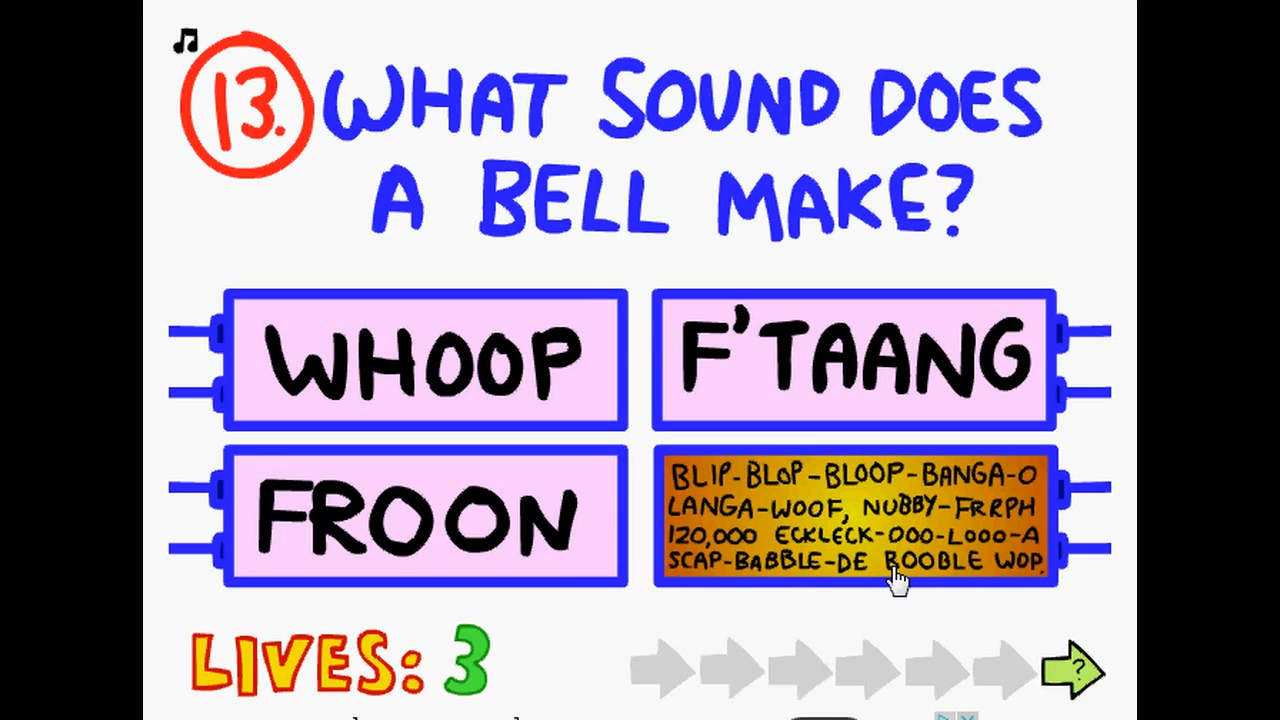 13. WHAT SOUND DOES
A BELL MAKE?
WHOOP
F'TAANG
FROON
BLIP-BLOP-BLOOP-BANGA-O
LANGA-WOOF, NUBBY-FRRPH
120,000 ECKLECK-OOO-LOOO-A
SCAP-BABBLE-DE ROOBLE WOP.
LIVES: 3
?